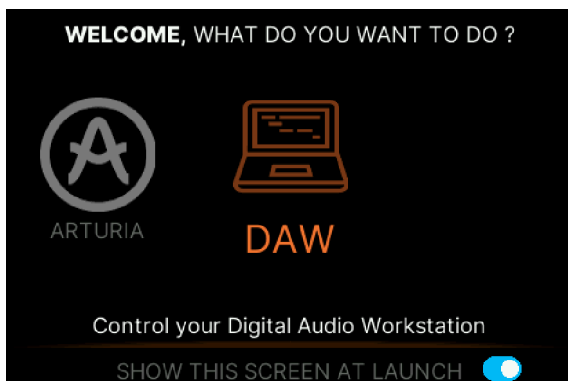 WELCOME, WHAT DO YOU WANT TO DO ?
ARTURIA
DAW
Control your Digital Audio Workstation
SHOW THIS SCREEN AT LAUNCH